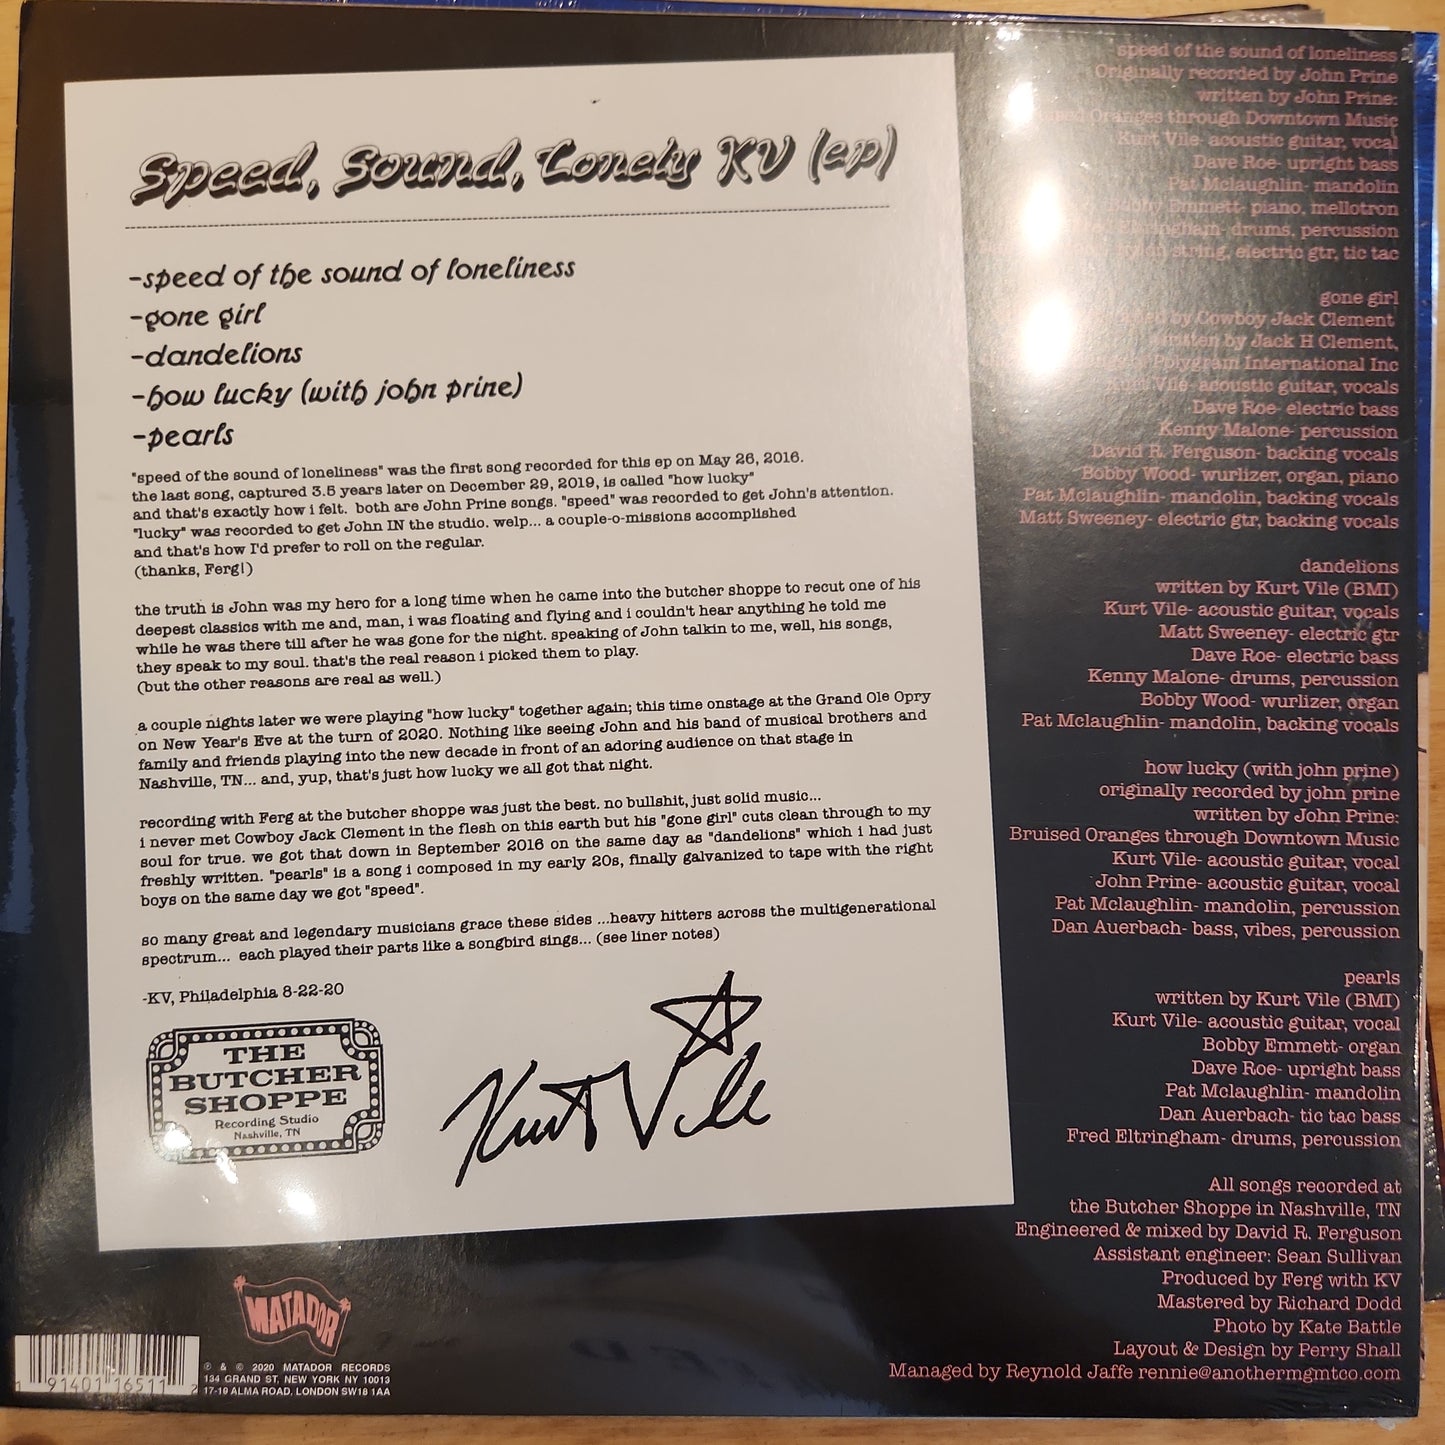 Speed, Sound, Lonely KV (ep)
-speed of the sound of loneliness
-gone girl
-dandelions
-how lucky (with john prine)
-pearls
"speed of the sound of loneliness" was the first song recorded for this ep on May 26, 2016.
the last song, captured 3.5 years later on December 29, 2019, is called "how lucky"
and that's exactly how i felt. both are John Prine songs. "speed" was recorded to get John's attention.
"lucky" was recorded to get John IN the studio. welp... a couple-o-missions accomplished
and that's how I'd prefer to roll on the regular.
(thanks, Ferg!)
the truth is John was my hero for a long time when he came into the butcher shoppe to recut one of his
deepest classics with me and, man, i was floating and flying and i couldn't hear anything he told me
while he was there till after he was gone for the night. speaking of John talkin to me, well, his songs,
they speak to my soul. that's the real reason i picked them to play.
(but the other reasons are real as well.)
a couple nights later we were playing "how lucky" together again; this time onstage at the Grand Ole Opry
on New Year's Eve at the turn of 2020. Nothing like seeing John and his band of musical brothers and
family and friends playing into the new decade in front of an adoring audience on that stage in
Nashville, TN... and, yup, that's just how lucky we all got that night.
recording with Ferg at the butcher shoppe was just the best. no bullshit, just solid music...
i never met Cowboy Jack Clement in the flesh on this earth but his "gone girl" cuts clean through to my
soul for true. we got that down in September 2016 on the same day as "dandelions" which i had just
freshly written. "pearls" is a song i composed in my early 20s, finally galvanized to tape with the right
boys on the same day we got "speed".
so many great and legendary musicians grace these sides ...heavy hitters across the multigenerational
spectrum... each played their parts like a songbird sings... (see liner notes)
-KV, Philadelphia 8-22-20
THE
BUTCHER
SHOPPE
Recording Studio
Nashville, TN
Kurt Vile
MATADOR
℗ & © 2020 MATADOR RECORDS
134 GRAND ST, NEW YORK NY 10013
17-19 ALMA ROAD, LONDON SW18 1AA
91401 16511 2
speed of the sound of loneliness
Originally recorded by John Prine
written by John Prine:
Oranges through Downtown Music
Kurt Vile- acoustic guitar, vocal
Dave Roe- upright bass
Pat Mclaughlin- mandolin
Bobby Emmett- piano, mellotron
Eltringham- drums, percussion
string, electric gtr, tic tac
gone girl
by Cowboy Jack Clement
written by Jack H Clement,
Polygram International Inc
Kurt Vile- acoustic guitar, vocals
Dave Roe- electric bass
Kenny Malone- percussion
David R. Ferguson- backing vocals
Bobby Wood- wurlizer, organ, piano
Pat Mclaughlin- mandolin, backing vocals
Matt Sweeney- electric gtr, backing vocals
dandelions
written by Kurt Vile (BMI)
Kurt Vile- acoustic guitar, vocals
Matt Sweeney- electric gtr
Dave Roe- electric bass
Kenny Malone- drums, percussion
Bobby Wood- wurlizer, organ
Pat Mclaughlin- mandolin, backing vocals
how lucky (with john prine)
originally recorded by john prine
written by John Prine:
Bruised Oranges through Downtown Music
Kurt Vile- acoustic guitar, vocal
John Prine- acoustic guitar, vocal
Pat Mclaughlin- mandolin, percussion
Dan Auerbach- bass, vibes, percussion
pearls
written by Kurt Vile (BMI)
Kurt Vile- acoustic guitar, vocal
Bobby Emmett- organ
Dave Roe- upright bass
Pat Mclaughlin- mandolin
Dan Auerbach- tic tac bass
Fred Eltringham- drums, percussion
All songs recorded at
the Butcher Shoppe in Nashville, TN
Engineered & mixed by David R. Ferguson
Assistant engineer: Sean Sullivan
Produced by Ferg with KV
Mastered by Richard Dodd
Photo by Kate Battle
Layout & Design by Perry Shall
Managed by Reynold Jaffe rennie@anothermgmtco.com